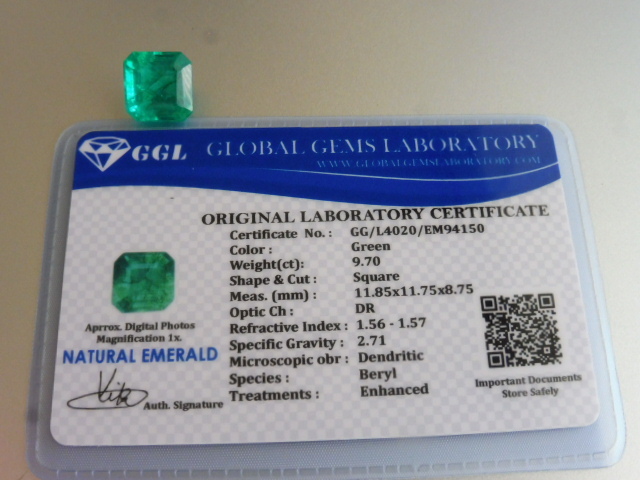 GGL GLOBAL GEMS LABORATORY
WWW.GLOBALGEMSLABORATORY.COM
ORIGINAL LABORATORY CERTIFICATE
Certificate No. : GG/L4020/EM94150
Color : Green
Weight(ct): 9.70
Shape & Cut : Square
Meas. (mm) : 11.85x11.75x8.75
Optic Ch : DR
Refractive Index : 1.56 - 1.57
Specific Gravity : 2.71
Microscopic obr : Dendritic
Species : Beryl
Treatments : Enhanced
Aprrox. Digital Photos
Magnification 1x.
NATURAL EMERALD
Auth. Signature
Important Documents
Store Safely